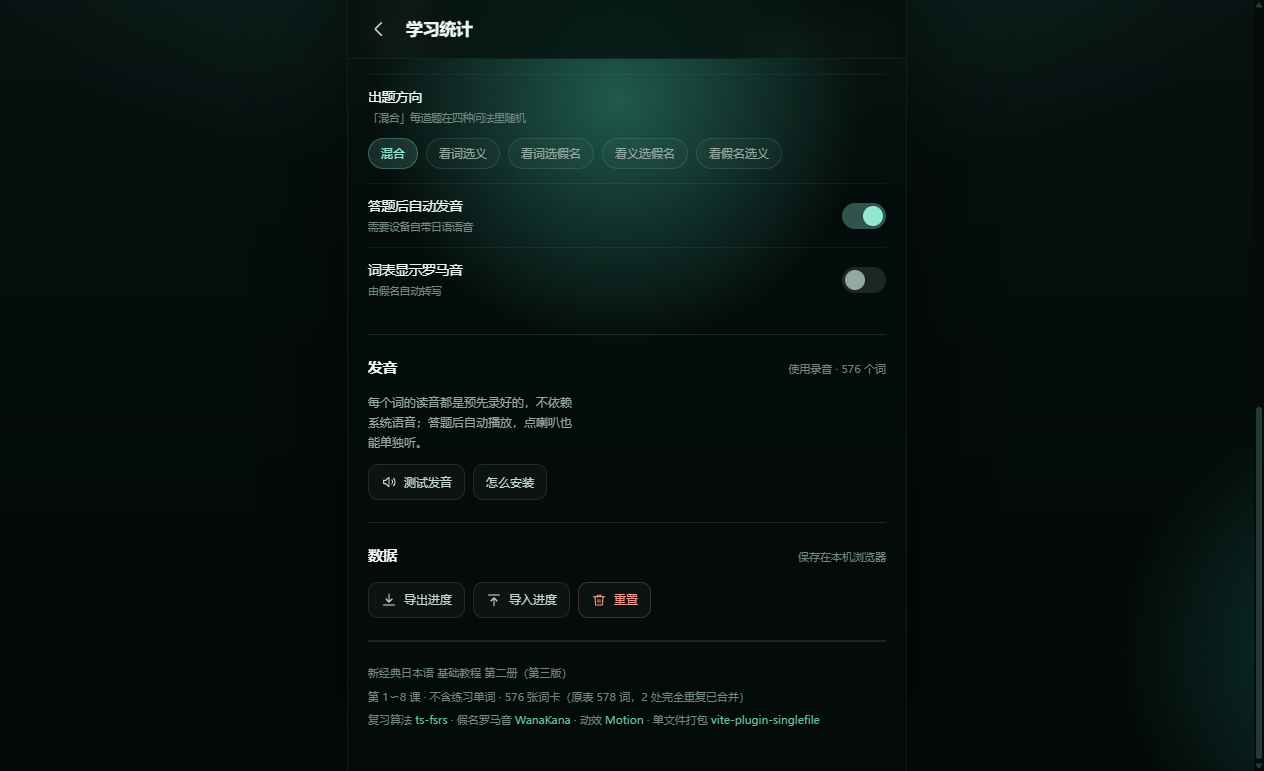 学习统计
出题方向
「混合」每道题在四种问法里随机
混合 看词选义 看词选假名 看义选假名 看假名选义
答题后自动发音
需要设备自带日语语音
词表显示罗马音
由假名自动转写
发音 使用录音 · 576 个词
每个词的读音都是预先录好的，不依赖
系统语音；答题后自动播放，点喇叭也
能单独听。
测试发音 怎么安装
数据 保存在本机浏览器
导出进度 导入进度 重置
新经典日本语 基础教程 第二册（第三版）
第 1–8 课 · 不含练习单词 · 576 张词卡（原表 578 词，2 处完全重复已合并）
复习算法 ts-fsrs · 假名罗马音 WanaKana · 动效 Motion · 单文件打包 vite-plugin-singlefile